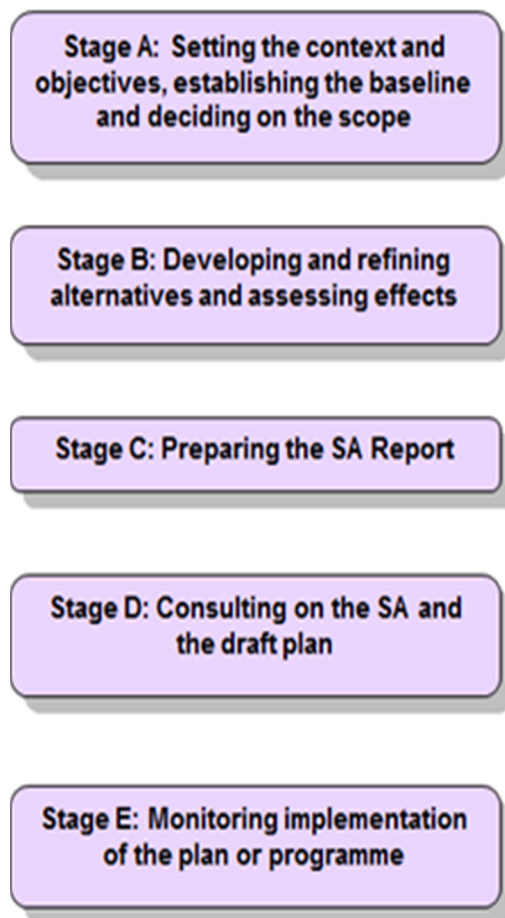 Stage A: Setting the context and
objectives, establishing the baseline
and deciding on the scope
Stage B: Developing and refining
alternatives and assessing effects
Stage C: Preparing the SA Report
Stage D: Consulting on the SA and
the draft plan
Stage E: Monitoring implementation
of the plan or programme